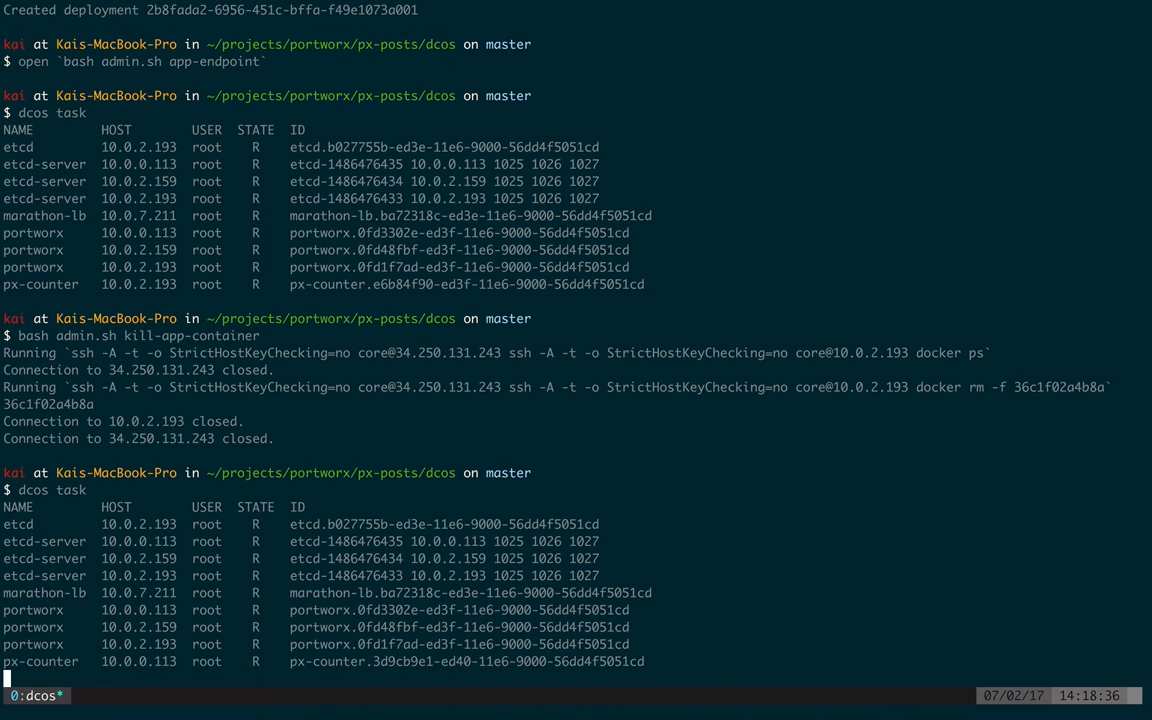 Created deployment 2b8fada2-6956-451c-bffa-f49e1073a001
kai at Kais-MacBook-Pro in ~/projects/portworx/px-posts/dcos on master
$ open `bash admin.sh app-endpoint`
kai at Kais-MacBook-Pro in ~/projects/portworx/px-posts/dcos on master
$ dcos task
NAME HOST USER STATE ID
etcd 10.0.2.193 root R etcd.b027755b-ed3e-11e6-9000-56dd4f5051cd
etcd-server 10.0.0.113 root R etcd-1486476435 10.0.0.113 1025 1026 1027
etcd-server 10.0.2.159 root R etcd-1486476434 10.0.2.159 1025 1026 1027
etcd-server 10.0.2.193 root R etcd-1486476433 10.0.2.193 1025 1026 1027
marathon-lb 10.0.7.211 root R marathon-lb.ba72318c-ed3e-11e6-9000-56dd4f5051cd
portworx 10.0.0.113 root R portworx.0fd3302e-ed3f-11e6-9000-56dd4f5051cd
portworx 10.0.2.159 root R portworx.0fd48fbf-ed3f-11e6-9000-56dd4f5051cd
portworx 10.0.2.193 root R portworx.0fd1f7ad-ed3f-11e6-9000-56dd4f5051cd
px-counter 10.0.2.193 root R px-counter.e6b84f90-ed3f-11e6-9000-56dd4f5051cd
kai at Kais-MacBook-Pro in ~/projects/portworx/px-posts/dcos on master
$ bash admin.sh kill-app-container
Running `ssh -A -t -o StrictHostKeyChecking=no core@34.250.131.243 ssh -A -t -o StrictHostKeyChecking=no core@10.0.2.193 docker ps`
Connection to 34.250.131.243 closed.
Running `ssh -A -t -o StrictHostKeyChecking=no core@34.250.131.243 ssh -A -t -o StrictHostKeyChecking=no core@10.0.2.193 docker rm -f 36c1f02a4b8a`
36c1f02a4b8a
Connection to 10.0.2.193 closed.
Connection to 34.250.131.243 closed.
kai at Kais-MacBook-Pro in ~/projects/portworx/px-posts/dcos on master
$ dcos task
NAME HOST USER STATE ID
etcd 10.0.2.193 root R etcd.b027755b-ed3e-11e6-9000-56dd4f5051cd
etcd-server 10.0.0.113 root R etcd-1486476435 10.0.0.113 1025 1026 1027
etcd-server 10.0.2.159 root R etcd-1486476434 10.0.2.159 1025 1026 1027
etcd-server 10.0.2.193 root R etcd-1486476433 10.0.2.193 1025 1026 1027
marathon-lb 10.0.7.211 root R marathon-lb.ba72318c-ed3e-11e6-9000-56dd4f5051cd
portworx 10.0.0.113 root R portworx.0fd3302e-ed3f-11e6-9000-56dd4f5051cd
portworx 10.0.2.159 root R portworx.0fd48fbf-ed3f-11e6-9000-56dd4f5051cd
portworx 10.0.2.193 root R portworx.0fd1f7ad-ed3f-11e6-9000-56dd4f5051cd
px-counter 10.0.0.113 root R px-counter.3d9cb9e1-ed40-11e6-9000-56dd4f5051cd
0:dcos* 07/02/17 14:18:36